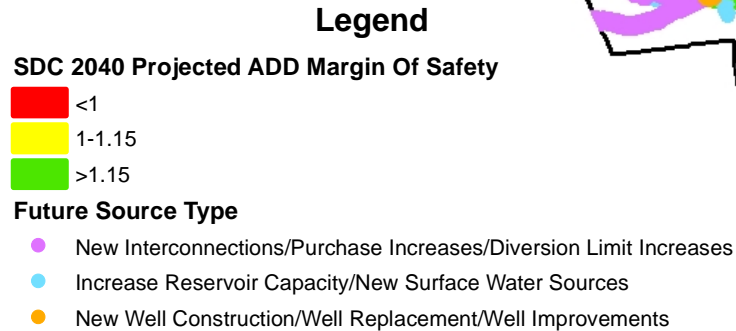 Legend
SDC 2040 Projected ADD Margin Of Safety
<1
1-1.15
>1.15
Future Source Type
New Interconnections/Purchase Increases/Diversion Limit Increases
Increase Reservoir Capacity/New Surface Water Sources
New Well Construction/Well Replacement/Well Improvements